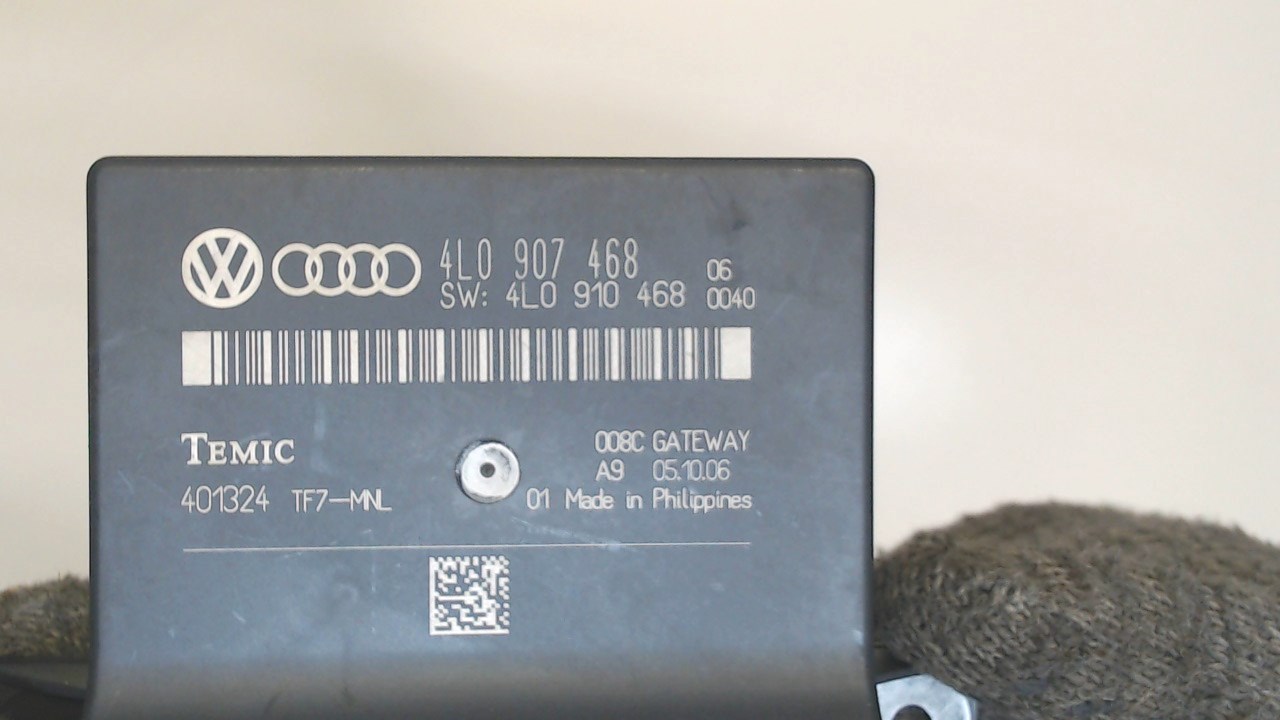 4L0 907 468 06
SW: 4L0 910 468 0040
TEMIC
008C GATEWAY
A9 05.10.06
401324 TF7-MNL
01 Made in Philippines